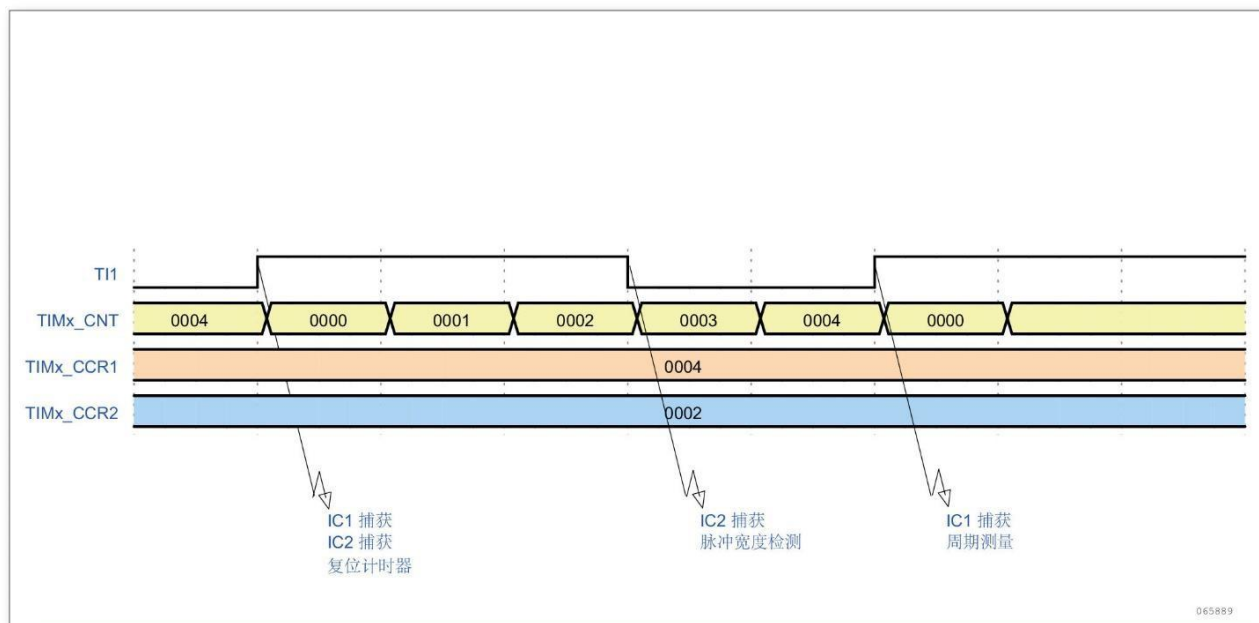 TI1
TIMx_CNT 0004 0000 0001 0002 0003 0004 0000
TIMx_CCR1 0004
TIMx_CCR2 0002
IC1 捕获
IC2 捕获
复位计时器
IC2 捕获
脉冲宽度检测
IC1 捕获
周期测量
065889